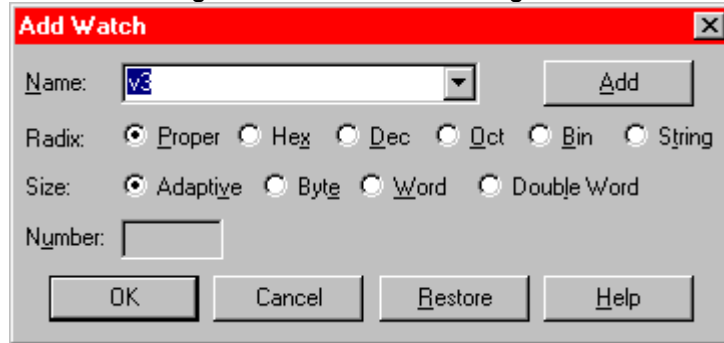 Add Watch
Name: v3 Add
Radix: Proper Hex Dec Oct Bin String
Size: Adaptive Byte Word Double Word
Number:
OK Cancel Restore Help